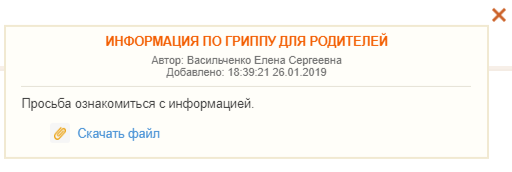 ИНФОРМАЦИЯ ПО ГРИППУ ДЛЯ РОДИТЕЛЕЙ
Автор: Васильченко Елена Сергеевна
Добавлено: 18:39:21 26.01.2019
Просьба ознакомиться с информацией.
Скачать файл